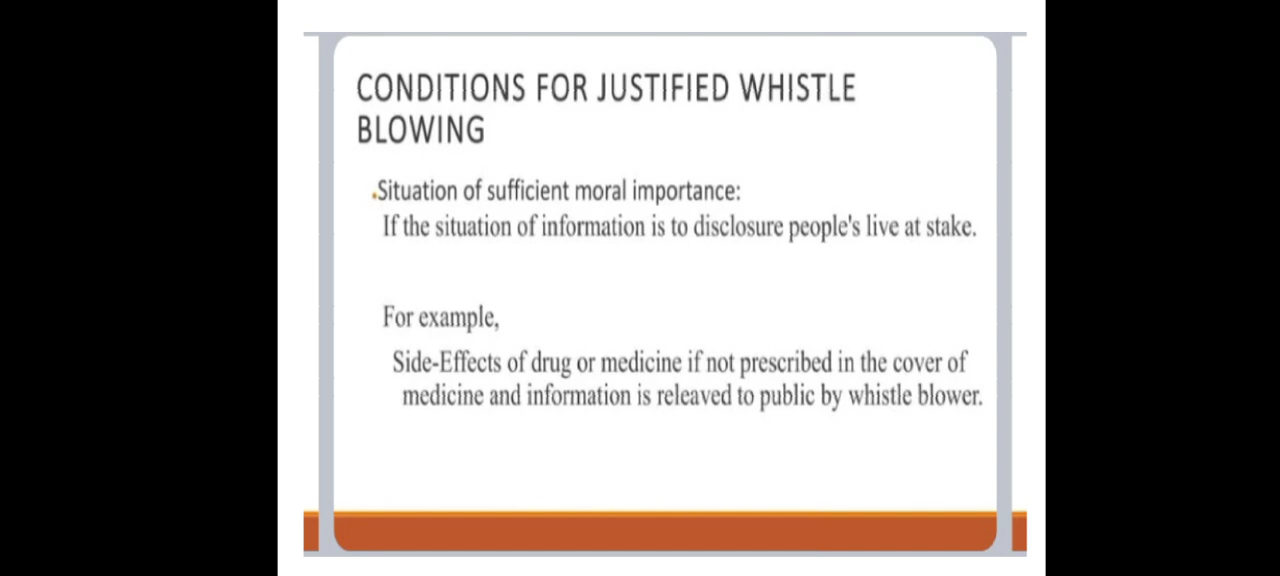 CONDITIONS FOR JUSTIFIED WHISTLE
BLOWING
•Situation of sufficient moral importance:
If the situation of information is to disclosure people's live at stake.
For example,
Side-Effects of drug or medicine if not prescribed in the cover of
medicine and information is releaved to public by whistle blower.